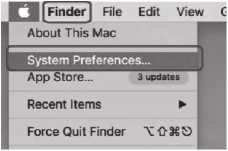 Finder File Edit View
About This Mac
System Preferences...
App Store... 3 updates
Recent Items
Force Quit Finder ⌥⇧⌘⎋